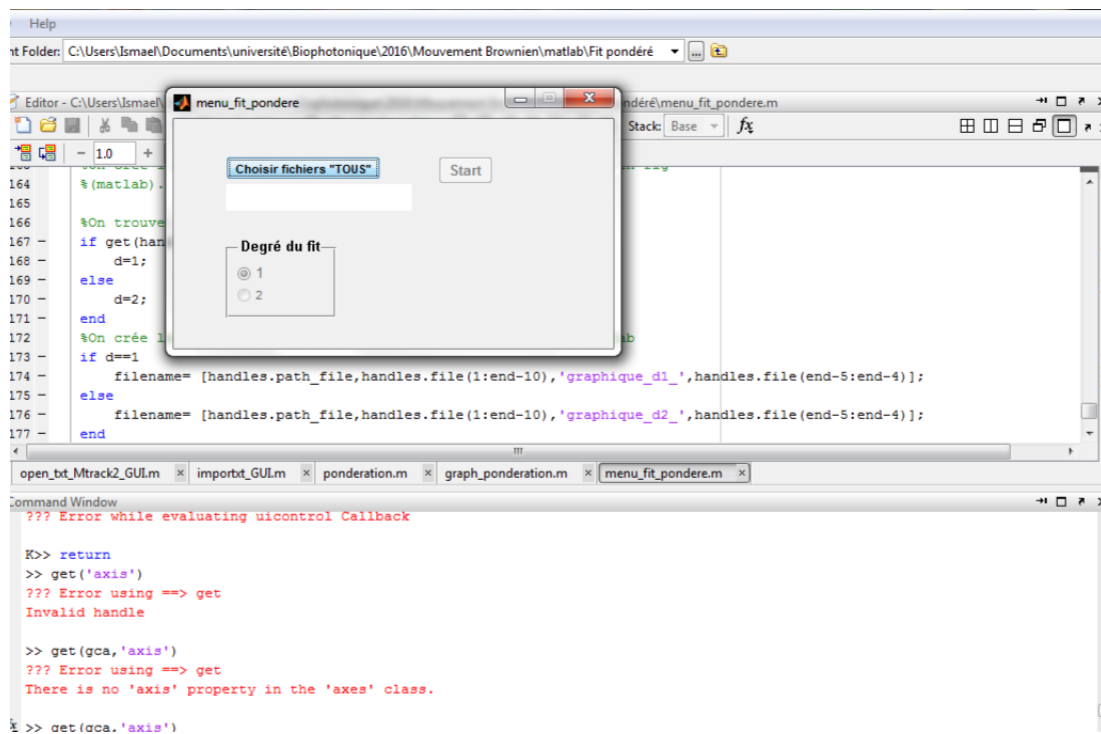 Help
nt Folder: C:\Users\Ismael\Documents\université\Biophotonique\2016\Mouvement Brownien\matlab\Fit pondéré
Editor - C:\Users\Ismael\
ndéré\menu_fit_pondere.m
menu_fit_pondere
Stack: Base fx
- 1.0 +
Choisir fichiers "TOUS"
Start
Degré du fit
1
2
164 %(matlab).
165
166 %On trouve
167 - if get(han
168 - d=1;
169 - else
170 - d=2;
171 - end
172 %On crée l ab
173 - if d==1
174 - filename= [handles.path_file,handles.file(1:end-10),'graphique_d1_',handles.file(end-5:end-4)];
175 - else
176 - filename= [handles.path_file,handles.file(1:end-10),'graphique_d2_',handles.file(end-5:end-4)];
177 - end
open_txt_Mtrack2_GUI.m × importxt_GUI.m × ponderation.m × graph_ponderation.m × menu_fit_pondere.m ×
Command Window
??? Error while evaluating uicontrol Callback
K>> return
>> get('axis')
??? Error using ==> get
Invalid handle
>> get(gca,'axis')
??? Error using ==> get
There is no 'axis' property in the 'axes' class.
fx >> get(gca,'axis')